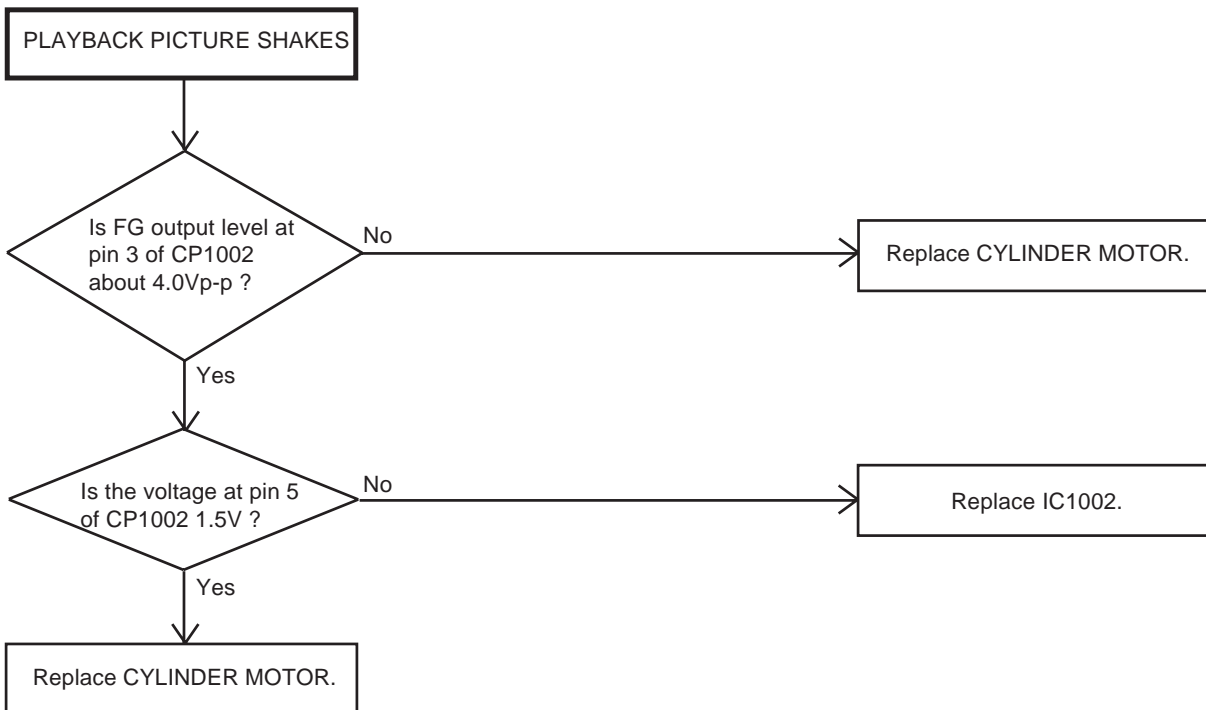 PLAYBACK PICTURE SHAKES
Is FG output level at
pin 3 of CP1002
about 4.0Vp-p ?
No
Replace CYLINDER MOTOR.
Yes
Is the voltage at pin 5
of CP1002 1.5V ?
No
Replace IC1002.
Yes
Replace CYLINDER MOTOR.